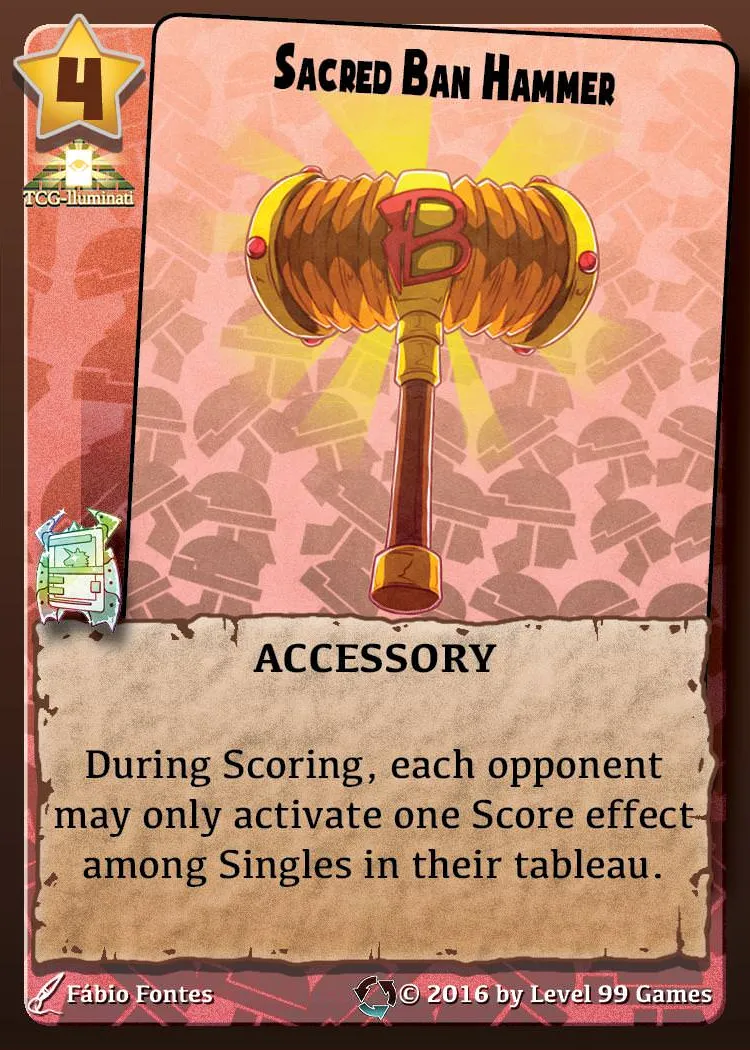 4
SACRED BAN HAMMER
TCG-Iluminati
B
ACCESSORY
During Scoring, each opponent
may only activate one Score effect
among Singles in their tableau.
Fábio Fontes
© 2016 by Level 99 Games